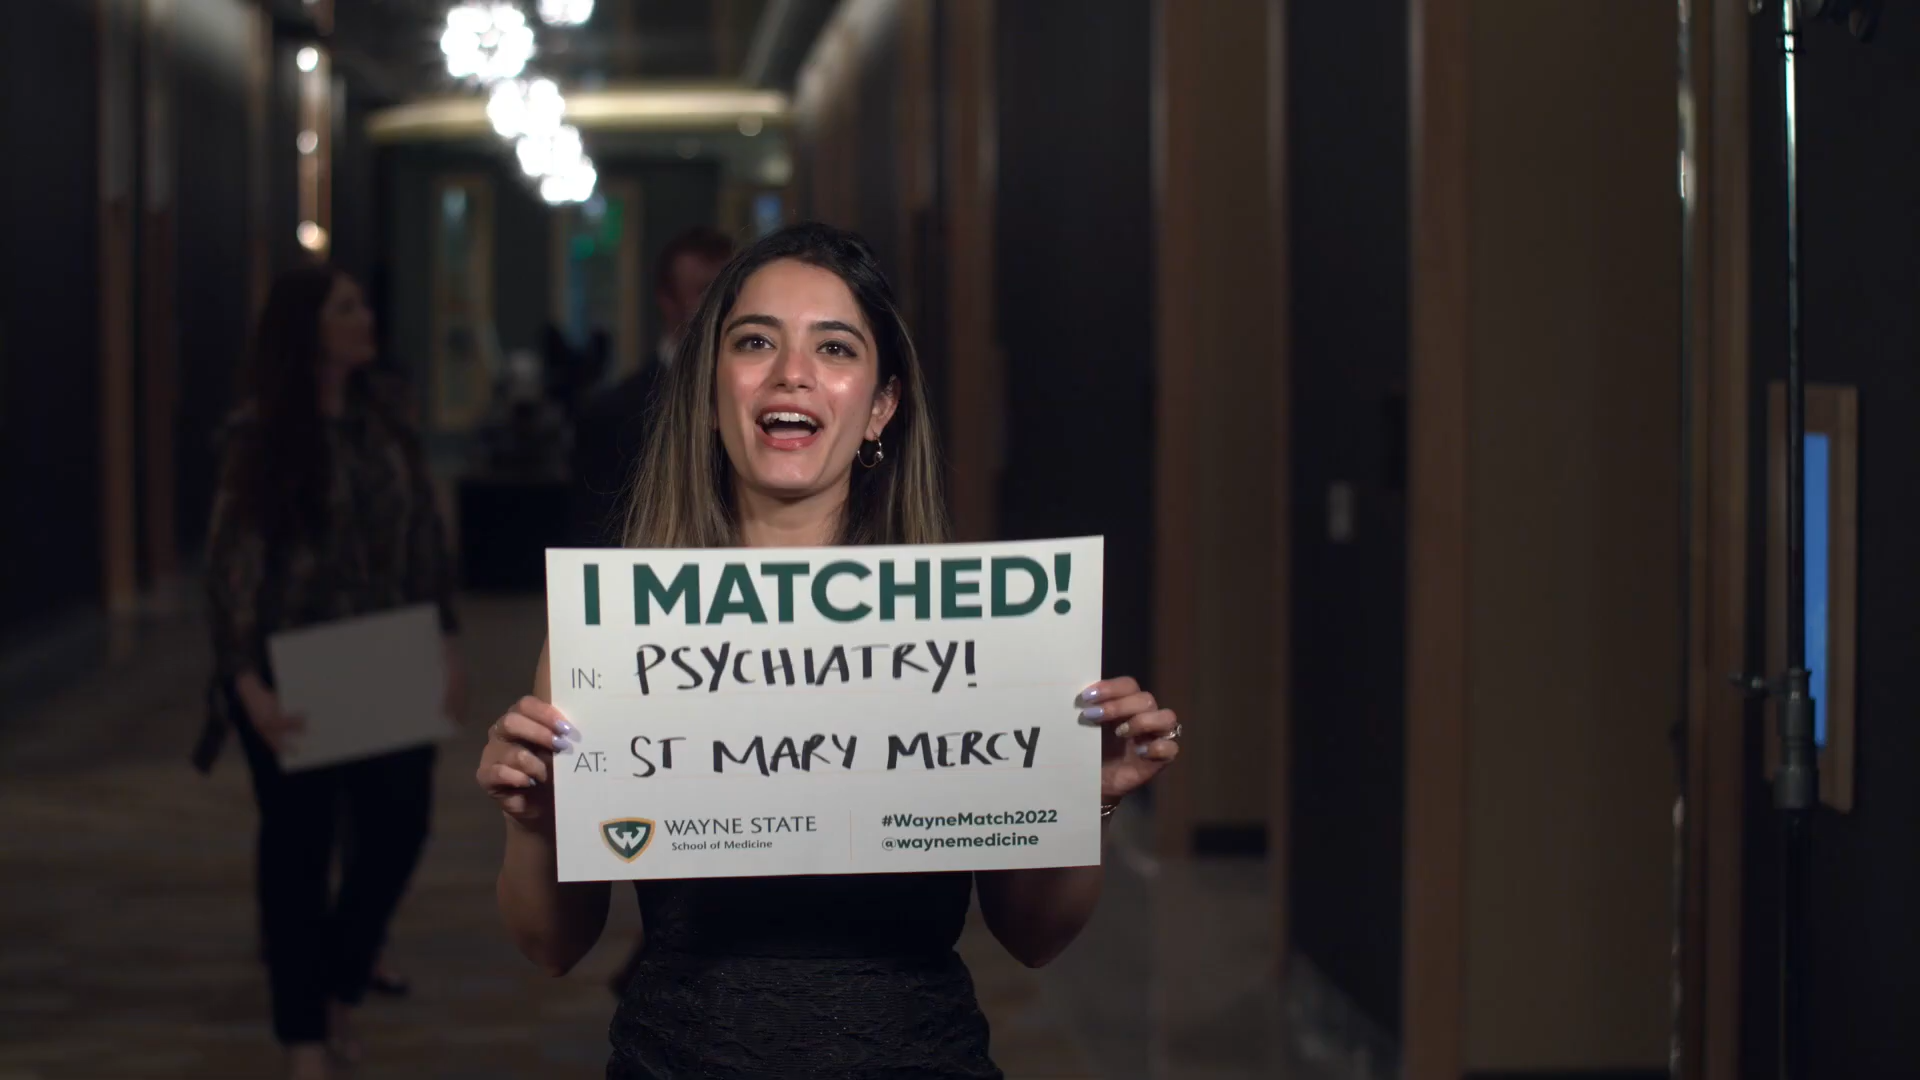 I MATCHED!
IN: PSYCHIATRY!
AT: ST MARY MERCY
WAYNE STATE
School of Medicine
#WayneMatch2022
@waynemedicine